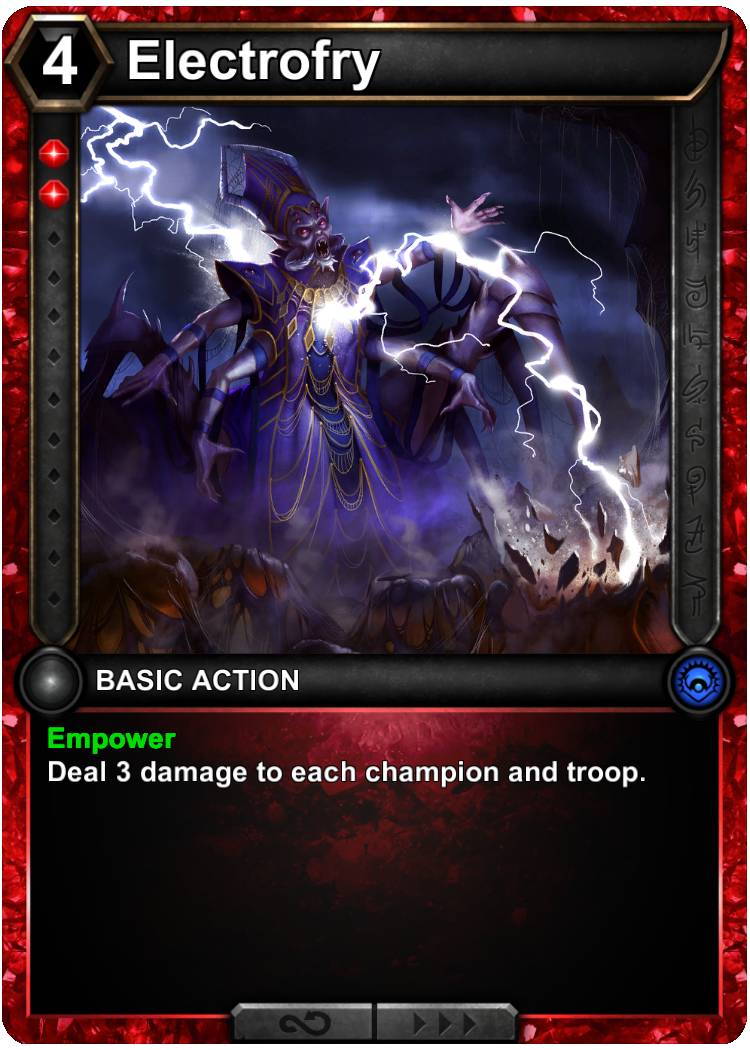 4 Electrofry
BASIC ACTION
Empower
Deal 3 damage to each champion and troop.